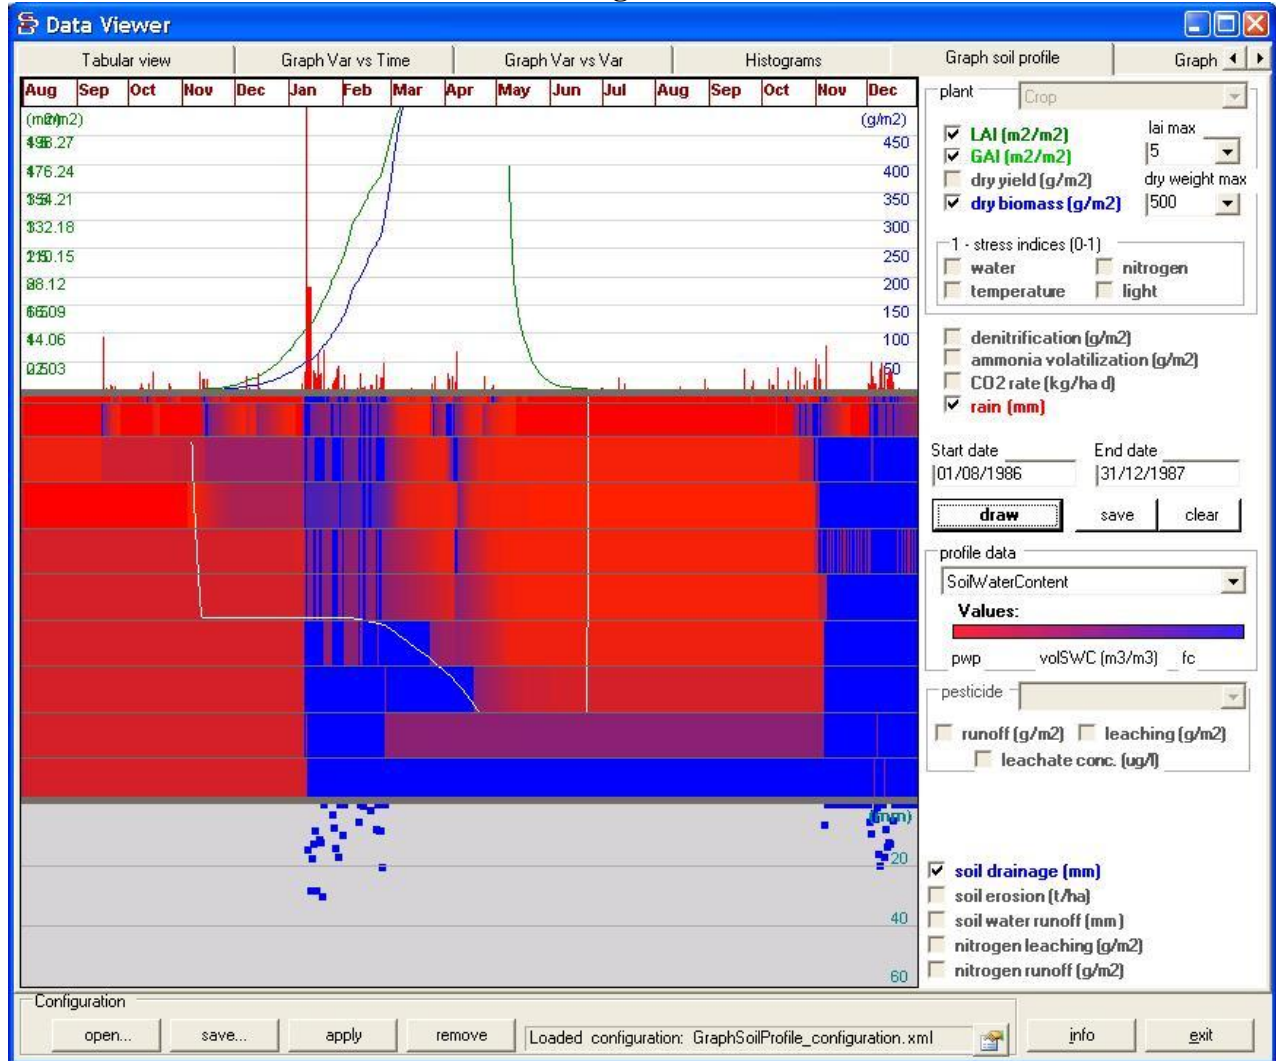 Data Viewer
Tabular view Graph Var vs Time Graph Var vs Var Histograms Graph soil profile Graph
Aug Sep Oct Nov Dec Jan Feb Mar Apr May Jun Jul Aug Sep Oct Nov Dec
(g/m2)
450
400
350
300
250
200
150
100
50
plant Crop
LAI (m2/m2) lai max
GAI (m2/m2) 5
dry yield (g/m2) dry weight max
dry biomass (g/m2) 500
1 - stress indices (0-1)
water nitrogen
temperature light
denitrification (g/m2)
ammonia volatilization (g/m2)
CO2 rate (kg/ha d)
rain (mm)
Start date End date
01/08/1986 31/12/1987
draw save clear
profile data
SoilWaterContent
Values:
pwp volSWC (m3/m3) fc
pesticide
runoff (g/m2) leaching (g/m2)
leachate conc. (ug/l)
(mm)
20
40
60
soil drainage (mm)
soil erosion (t/ha)
soil water runoff (mm)
nitrogen leaching (g/m2)
nitrogen runoff (g/m2)
Configuration
open... save... apply remove Loaded configuration: GraphSoilProfile_configuration.xml info exit